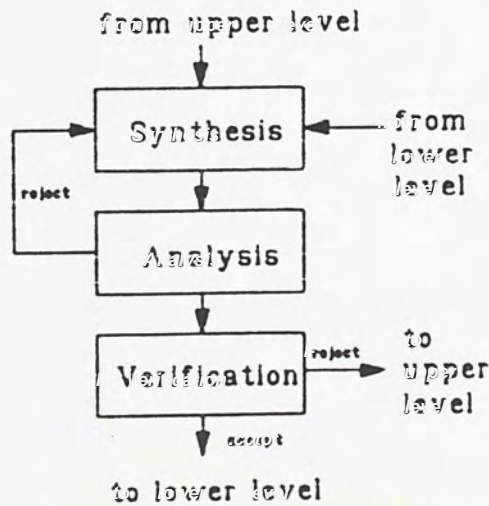 from upper level
Synthesis
from
lower
level
reject
Analysis
Verification
reject
to
upper
level
accept
to lower level